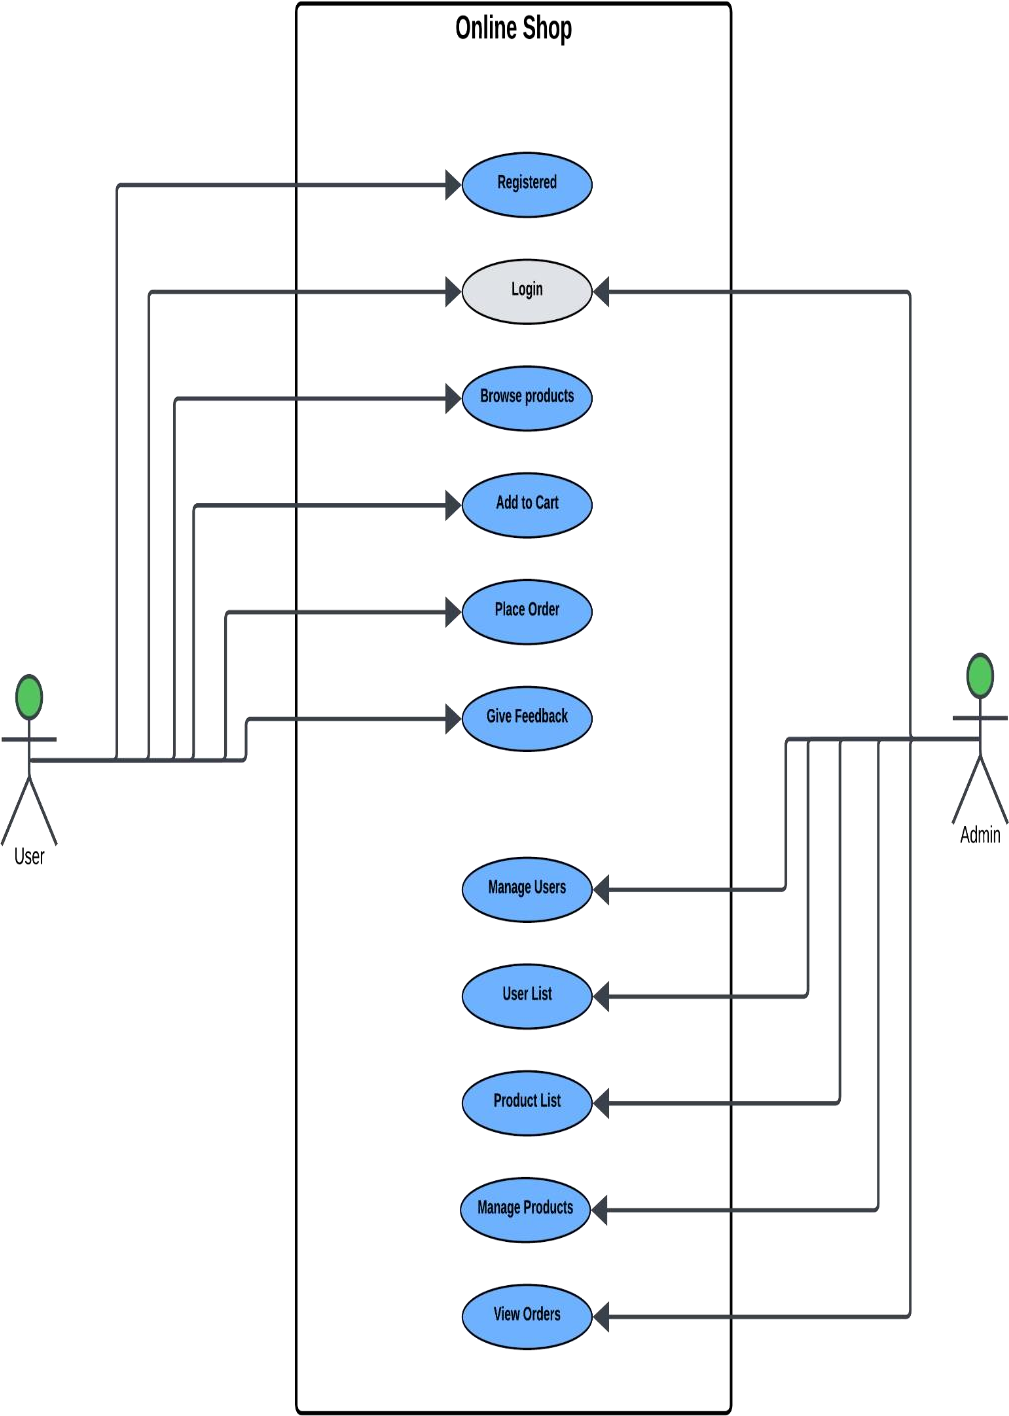 Online Shop
Registered
Login
Browse products
Add to Cart
Place Order
Give Feedback
User
Admin
Manage Users
User List
Product List
Manage Products
View Orders